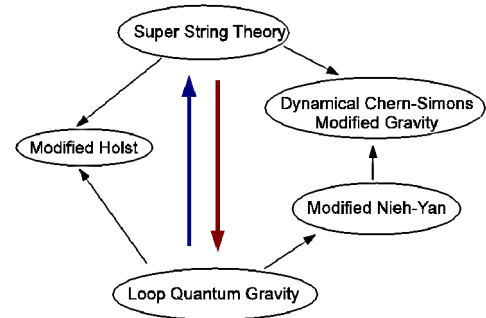 Super String Theory
Dynamical Chern-Simons
Modified Gravity
Modified Holst
Modified Nieh-Yan
Loop Quantum Gravity